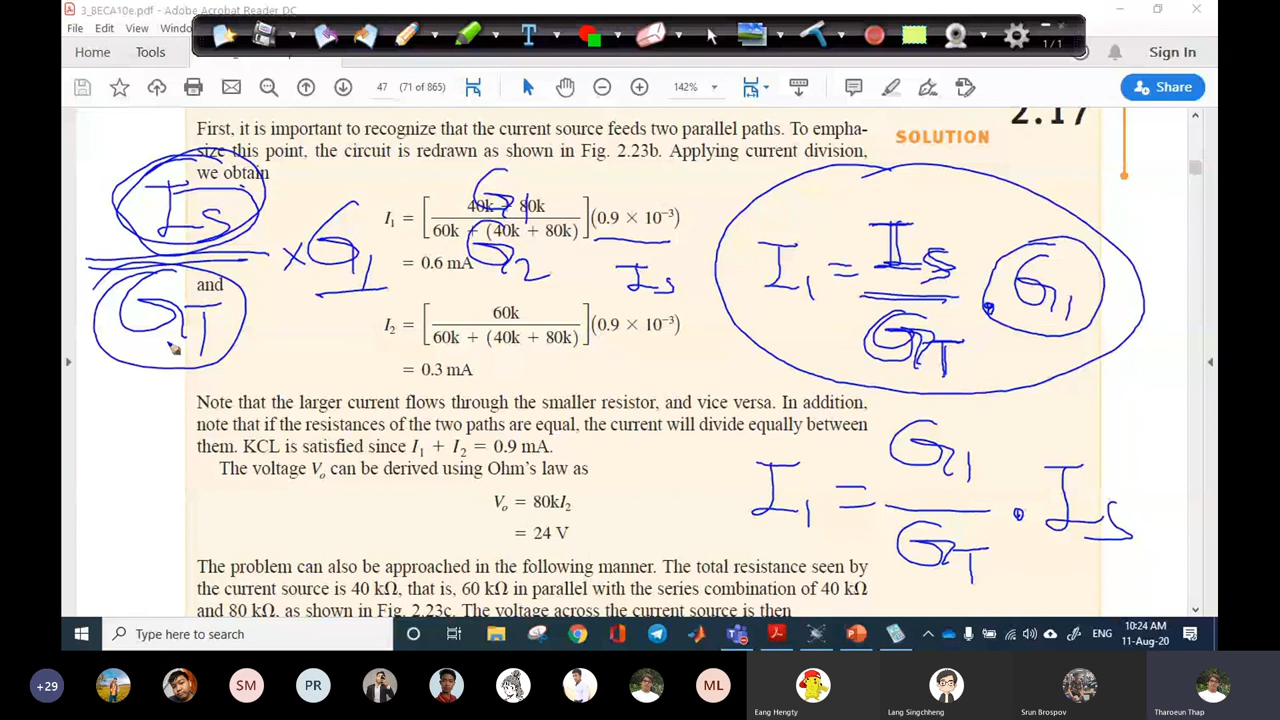 3_BECA10e.pdf - Adobe Acrobat Reader DC
File Edit View Window
1/1
Home Tools
Sign In
47 (71 of 865)
142%
Share
2.17
SOLUTION
First, it is important to recognize that the current source feeds two parallel paths. To empha-
size this point, the circuit is redrawn as shown in Fig. 2.23b. Applying current division,
we obtain
I₁ = [ 40k + 80k / 60k + (40k + 80k) ] (0.9 × 10⁻³)
= 0.6 mA
and
I₂ = [ 60k / 60k + (40k + 80k) ] (0.9 × 10⁻³)
= 0.3 mA
Note that the larger current flows through the smaller resistor, and vice versa. In addition,
note that if the resistances of the two paths are equal, the current will divide equally between
them. KCL is satisfied since I₁ + I₂ = 0.9 mA.
The voltage Vₒ can be derived using Ohm's law as
Vₒ = 80kI₂
= 24 V
The problem can also be approached in the following manner. The total resistance seen by
the current source is 40 kΩ, that is, 60 kΩ in parallel with the series combination of 40 kΩ
and 80 kΩ, as shown in Fig. 2.23c. The voltage across the current source is then
Is / GT × G1
G1
G2
Is
I1 = Is / GT . G1
I1 = G1 / GT . Is
Type here to search
ENG
10:24 AM
11-Aug-20
+29
SM
PR
ML
Eang Hengty
Lang Singchheng
Srun Brospov
Tharoeun Thap